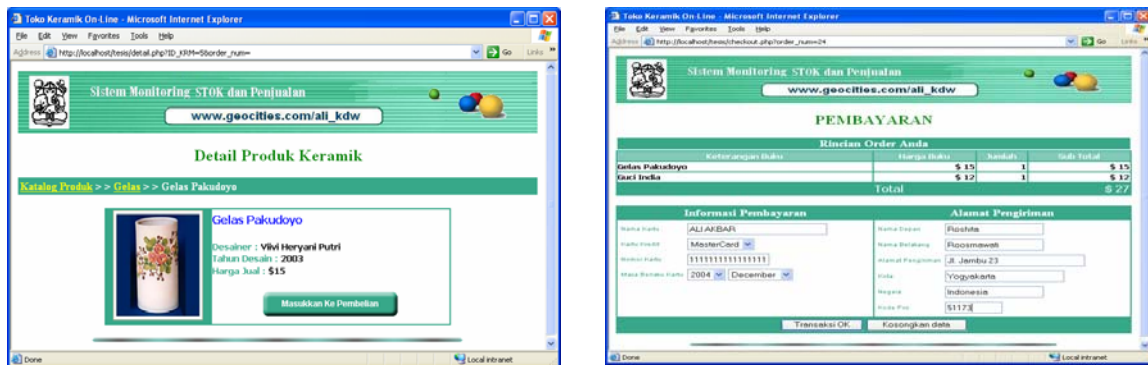 Toko Keramik On-Line - Microsoft Internet Explorer
File Edit View Favorites Tools Help
Address http://localhost/tesis/detail.php?ID_KRM=5&order_num= Go Links
Sistem Monitoring STOK dan Penjualan
www.geocities.com/ali_kdw
Detail Produk Keramik
Katalog Produk > > Gelas > > Gelas Pakudoyo
Gelas Pakudoyo
Desainer : Yiivi Heryani Putri
Tahun Desain : 2003
Harga Jual : $15
Masukkan Ke Pembelian
Done Local intranet
Toko Keramik On-Line - Microsoft Internet Explorer
File Edit View Favorites Tools Help
Address http://localhost/tesis/checkout.php?order_num=24 Go Links
Sistem Monitoring STOK dan Penjualan
www.geocities.com/ali_kdw
PEMBAYARAN
Rincian Order Anda
Keterangan Buku Harga Buku Jumlah Sub Total
Gelas Pakudoyo $ 15 1 $ 15
Guci India $ 12 1 $ 12
Total $ 27
Informasi Pembayaran Alamat Pengiriman
Nama Kartu ALI AKBAR Nama Depan Roshita
Kartu Kredit MasterCard Nama Belakang Roosmawati
Nomor Kartu 1111111111111111 Alamat Pengiriman Jl. Jambu 23
Masa Berlaku Kartu 2004 December Kota Yogyakarta
Negara Indonesia
Kode Pos 51173
Transaksi OK Kosongkan data
Done Local intranet